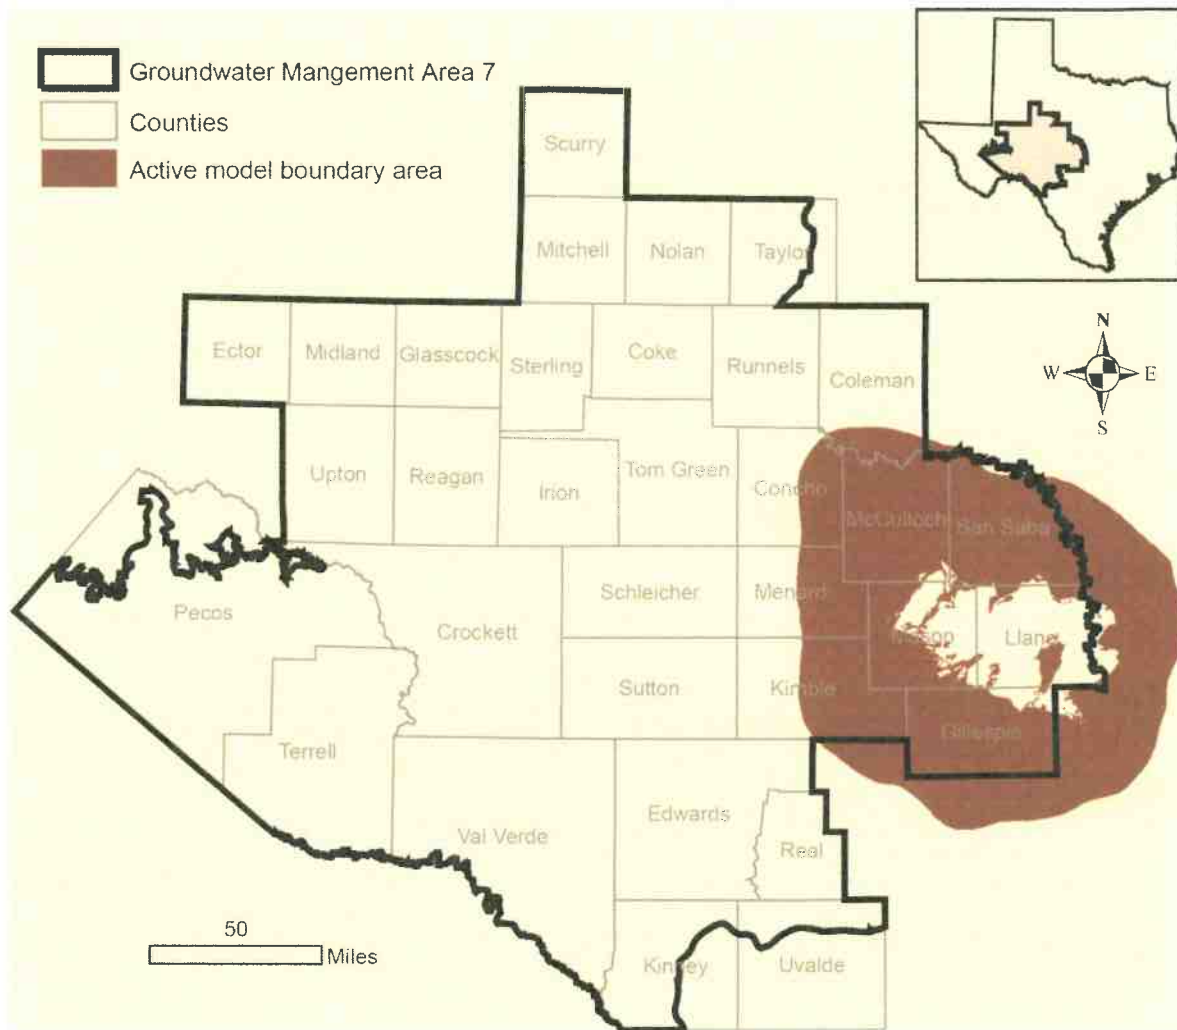 Groundwater Mangement Area 7
Counties
Active model boundary area
N
W
E
S
Scurry
Mitchell
Nolan
Taylor
Ector
Midland
Glasscock
Sterling
Coke
Runnels
Coleman
Upton
Reagan
Irion
Tom Green
Concho
McCulloch
San Saba
Pecos
Crockett
Schleicher
Menard
Mason
Llano
Sutton
Kimble
Gillespie
Terrell
Val Verde
Edwards
Real
Kinney
Uvalde
50
Miles